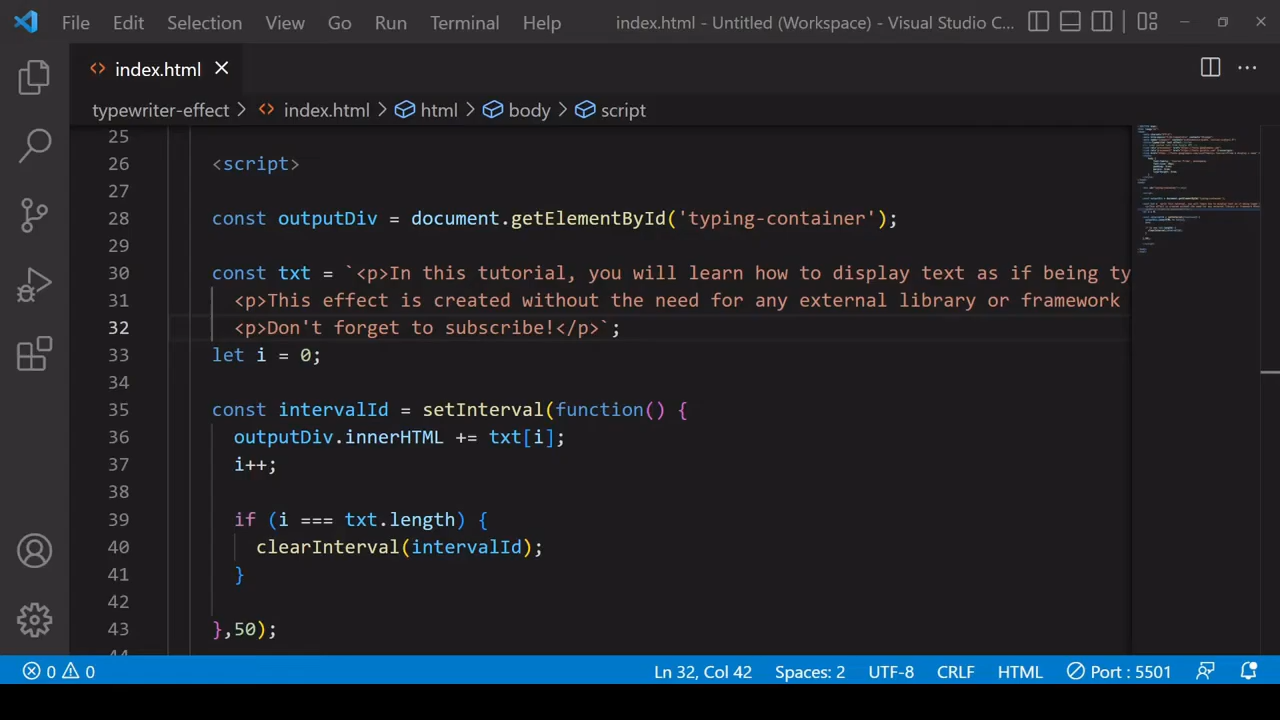 File Edit Selection View Go Run Terminal Help index.html - Untitled (Workspace) - Visual Studio C...
index.html
typewriter-effect > index.html > html > body > script
25
26 <script>
27
28 const outputDiv = document.getElementById('typing-container');
29
30 const txt = `<p>In this tutorial, you will learn how to display text as if being ty
31 <p>This effect is created without the need for any external library or framework
32 <p>Don't forget to subscribe!</p>`;
33 let i = 0;
34
35 const intervalId = setInterval(function() {
36 outputDiv.innerHTML += txt[i];
37 i++;
38
39 if (i === txt.length) {
40 clearInterval(intervalId);
41 }
42
43 },50);
44
0 0 Ln 32, Col 42 Spaces: 2 UTF-8 CRLF HTML Port : 5501